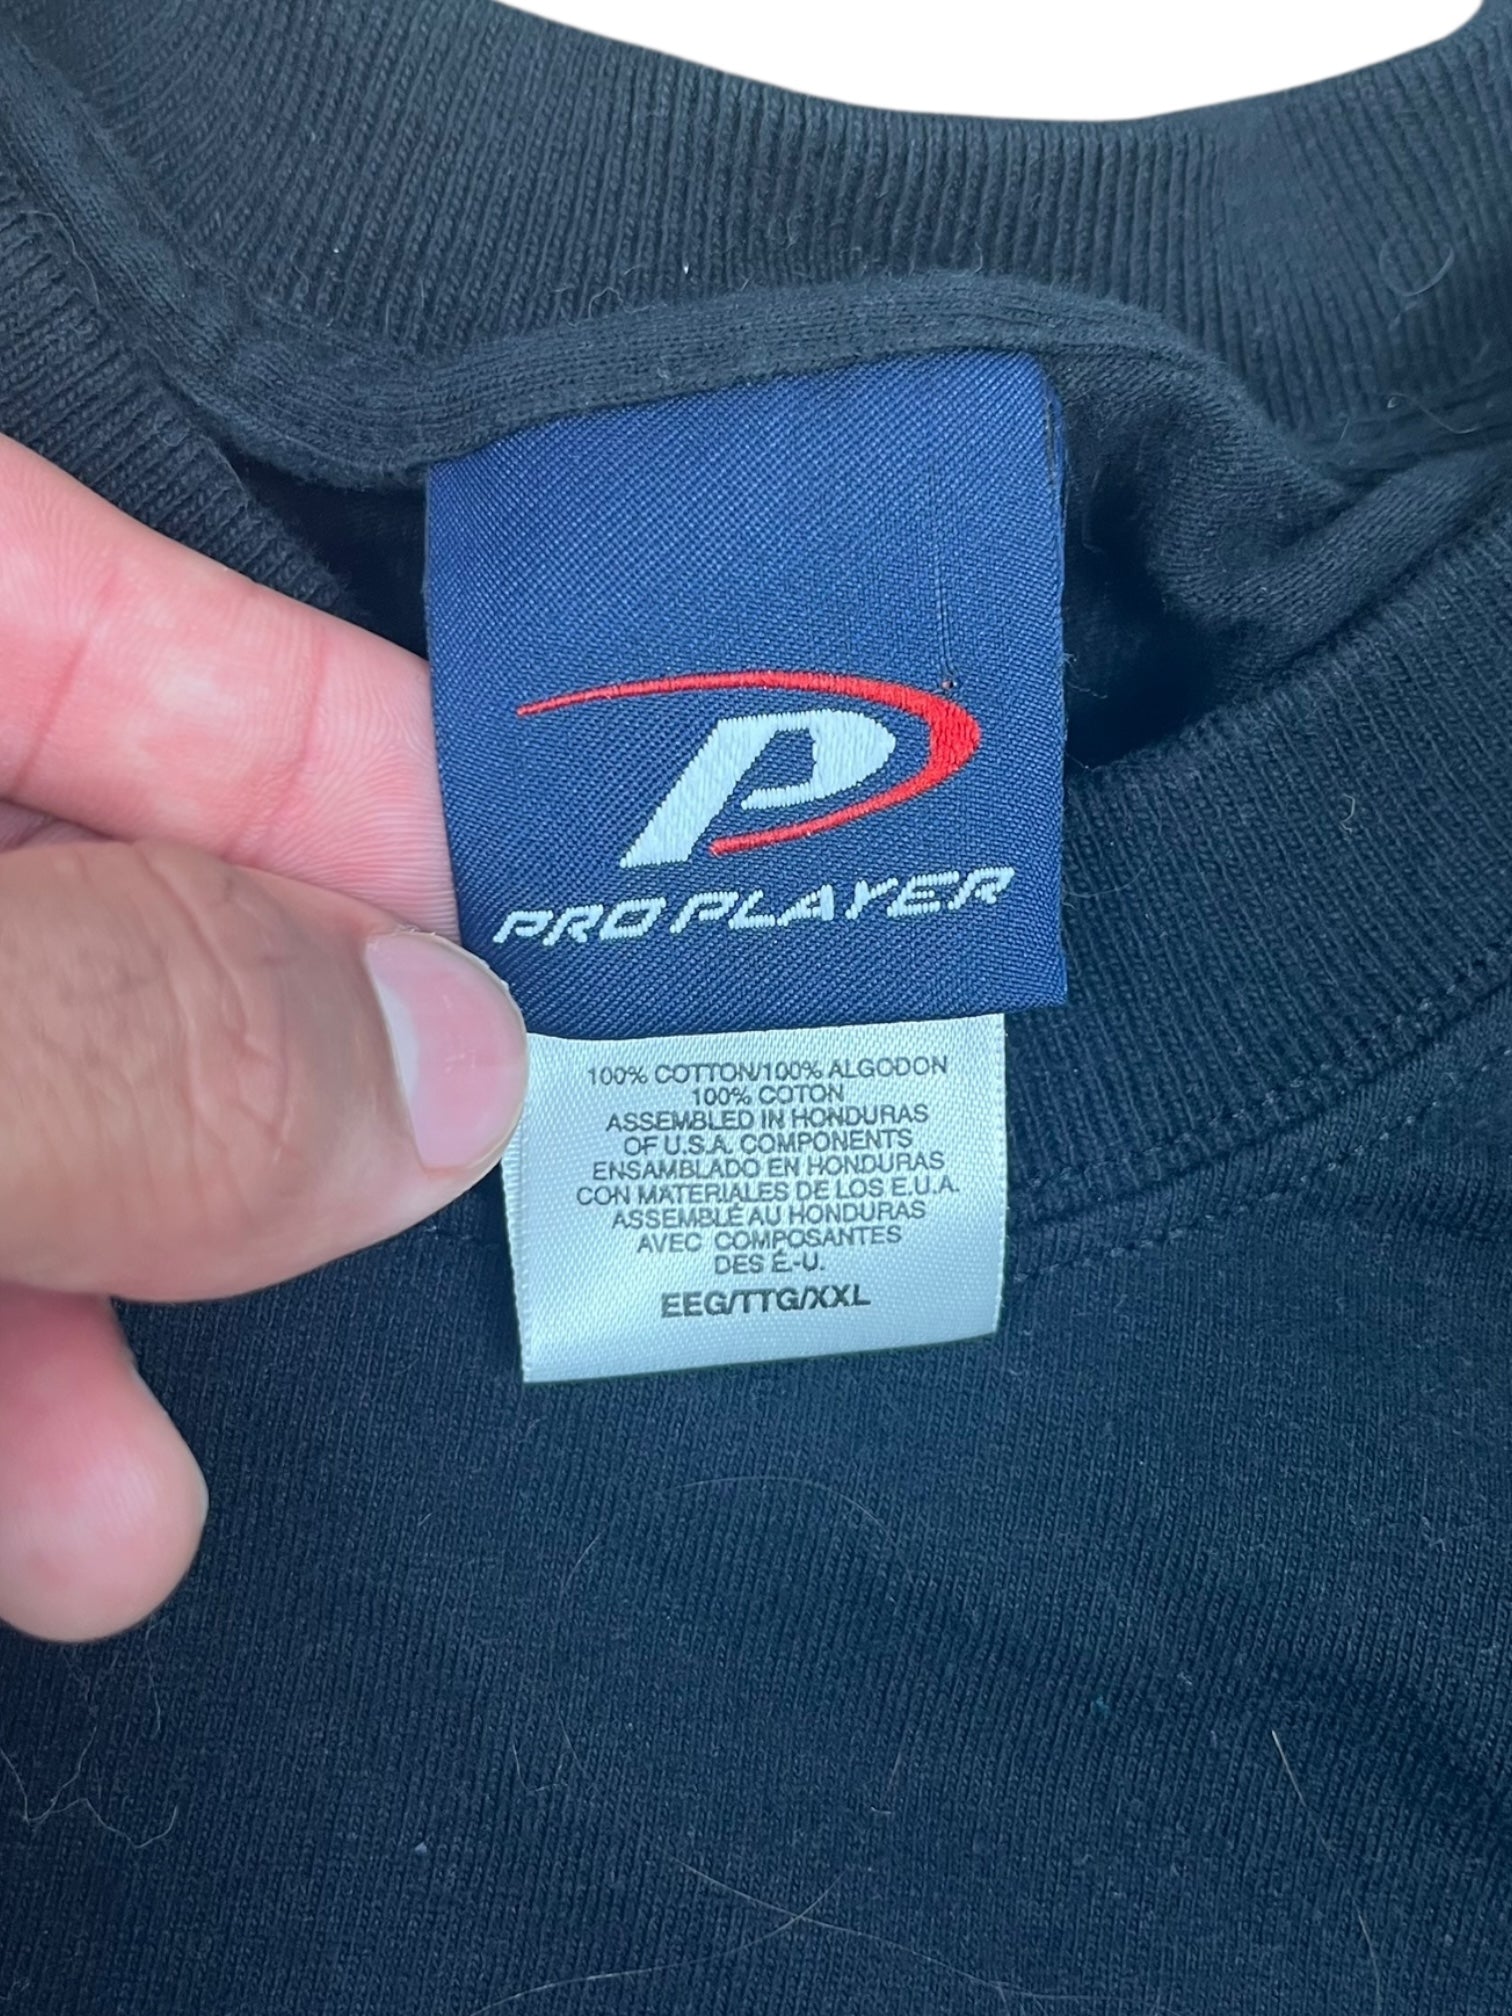 P
PRO PLAYER
100% COTTON/100% ALGODON
100% COTON
ASSEMBLED IN HONDURAS
OF U.S.A. COMPONENTS
ENSAMBLADO EN HONDURAS
CON MATERIALES DE LOS E.U.A.
ASSEMBLÉ AU HONDURAS
AVEC COMPOSANTES
DES É.-U.
EEG/TTG/XXL